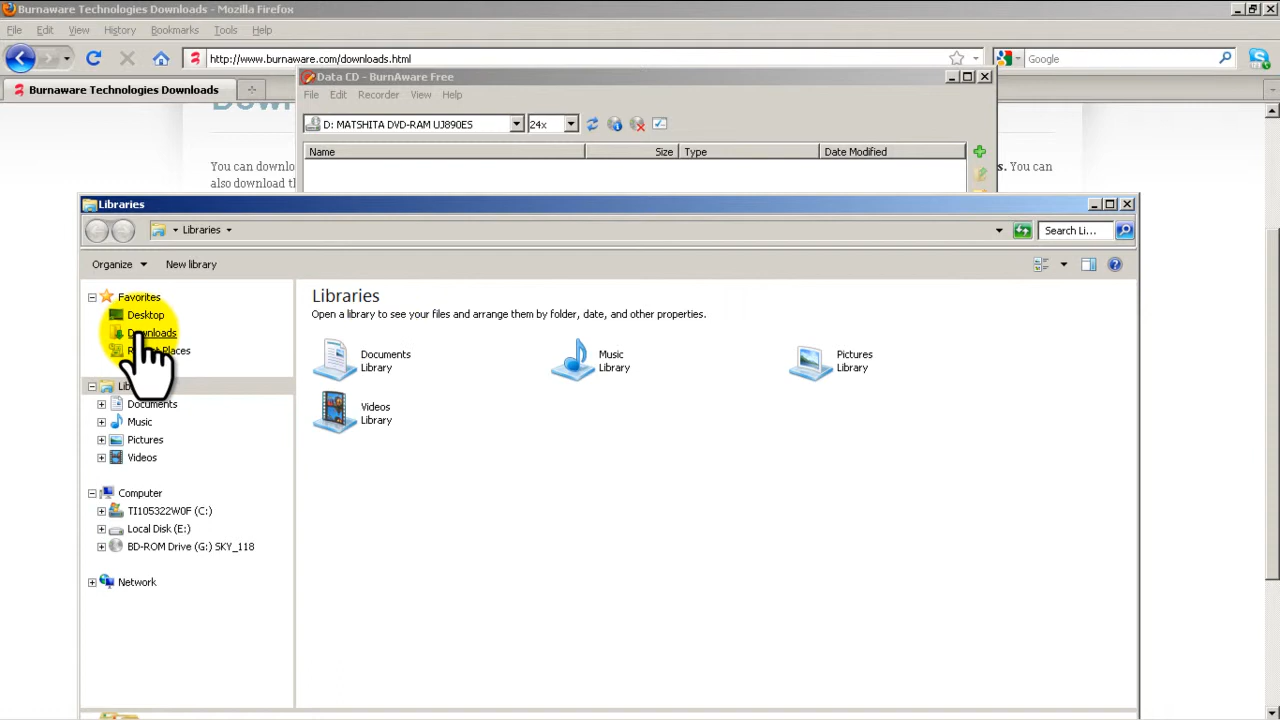 Burnaware Technologies Downloads - Mozilla Firefox
File Edit View History Bookmarks Tools Help
http://www.burnaware.com/downloads.html
Google
Burnaware Technologies Downloads
Data CD - BurnAware Free
File Edit Recorder View Help
D: MATSHITA DVD-RAM UJ890ES 24x
Name Size Type Date Modified
You can downlo
s. You can
also download th
Libraries
Libraries
Search Li...
Organize New library
Favorites
Desktop
Downloads
Places
Documents
Music
Pictures
Videos
Computer
TI105322W0F (C:)
Local Disk (E:)
BD-ROM Drive (G:) SKY_118
Network
Libraries
Open a library to see your files and arrange them by folder, date, and other properties.
Documents
Library
Music
Library
Pictures
Library
Videos
Library